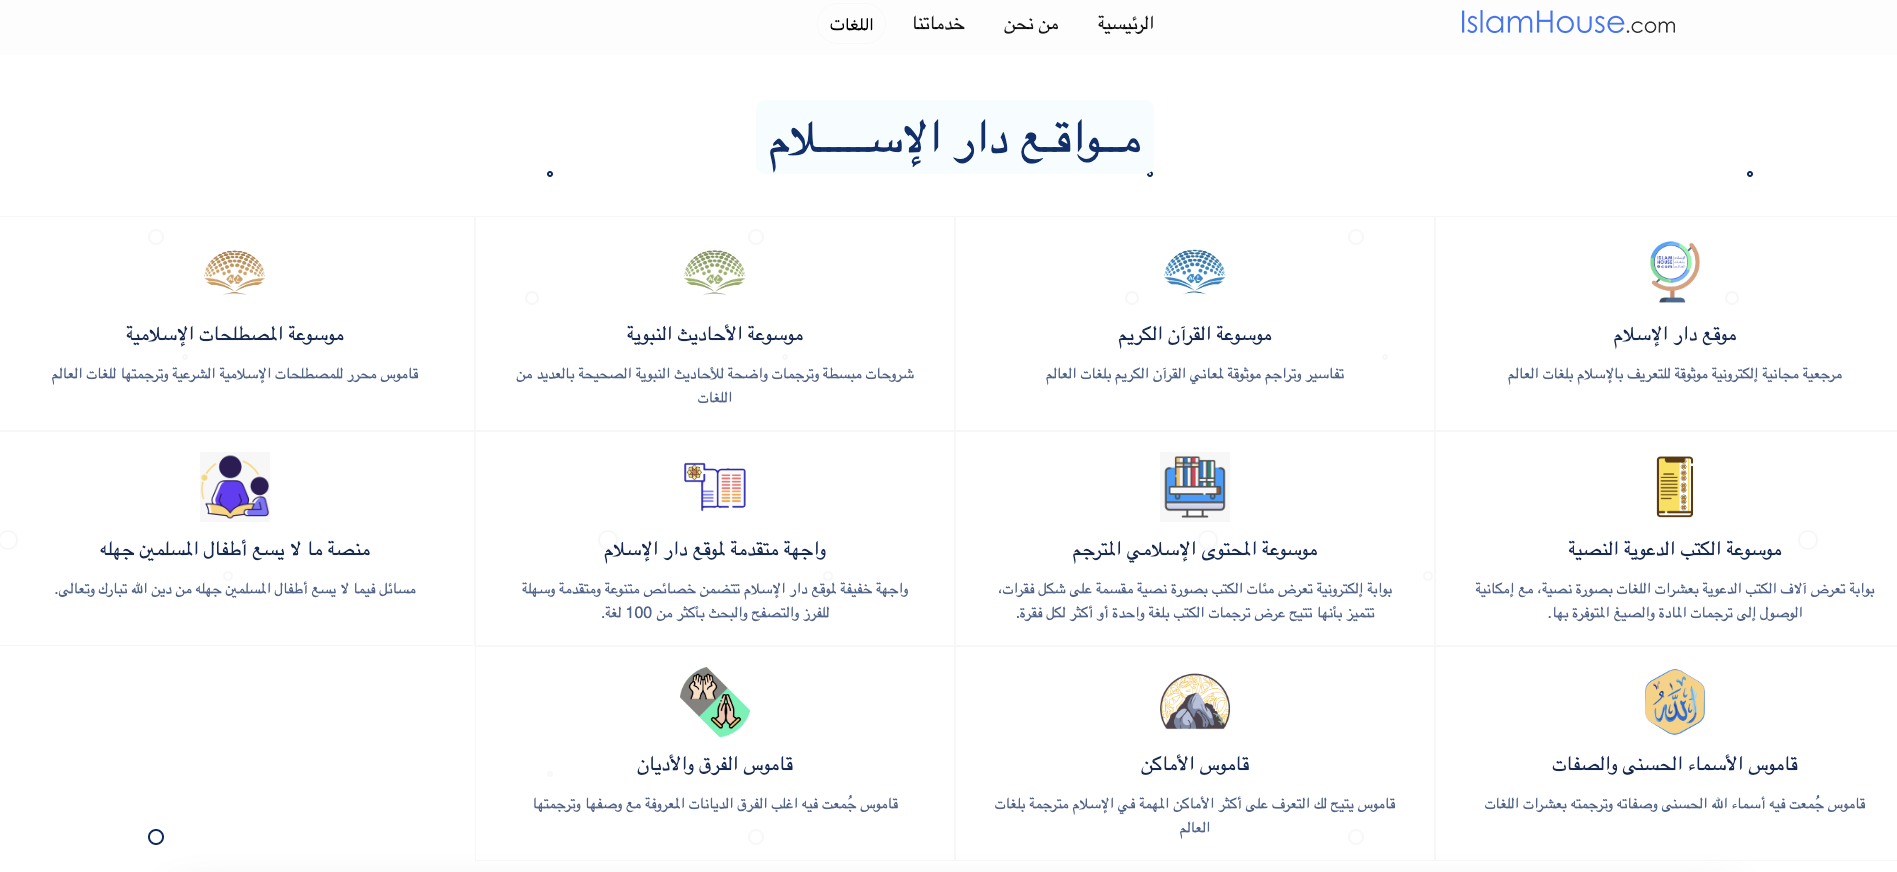 IslamHouse.com
الرئيسية
من نحن
خدماتنا
اللغات
مـــواقـــع دار الإســـــلام
موقع دار الإسلام
مرجعية مجانية إلكترونية موثوقة للتعريف بالإسلام بلغات العالم
موسوعة القرآن الكريم
تفاسير وتراجم موثوقة لمعاني القرآن الكريم بلغات العالم
موسوعة الأحاديث النبوية
شروحات مبسطة وترجمات واضحة للأحاديث النبوية الصحيحة بالعديد من
اللغات
موسوعة المصطلحات الإسلامية
قاموس محرر للمصطلحات الإسلامية الشرعية وترجمتها للغات العالم
موسوعة الكتب الدعوية النصية
بوابة تعرض آلاف الكتب الدعوية بعشرات اللغات بصورة نصية، مع إمكانية
الوصول إلى ترجمات المادة والصيغ المتوفرة بها.
موسوعة المحتوى الإسلامي المترجم
بوابة إلكترونية تعرض مئات الكتب بصورة نصية مقسمة على شكل فقرات،
تتميز بأنها تتيح عرض ترجمات الكتب بلغة واحدة أو أكثر لكل فقرة.
واجهة متقدمة لموقع دار الإسلام
واجهة خفيفة لموقع دار الإسلام تتضمن خصائص متنوعة ومتقدمة وسهلة
للفرز والتصفح والبحث بأكثر من 100 لغة.
منصة ما لا يسع أطفال المسلمين جهله
مسائل فيما لا يسع أطفال المسلمين جهله من دين الله تبارك وتعالى.
الله
قاموس الأسماء الحسنى والصفات
قاموس جُمعت فيه أسماء الله الحسنى وصفاته وترجمته بعشرات اللغات
قاموس الأماكن
قاموس يتيح لك التعرف على أكثر الأماكن المهمة في الإسلام مترجمة بلغات
العالم
قاموس الفرق والأديان
قاموس جُمعت فيه اغلب الفرق الديانات المعروفة مع وصفها وترجمتها